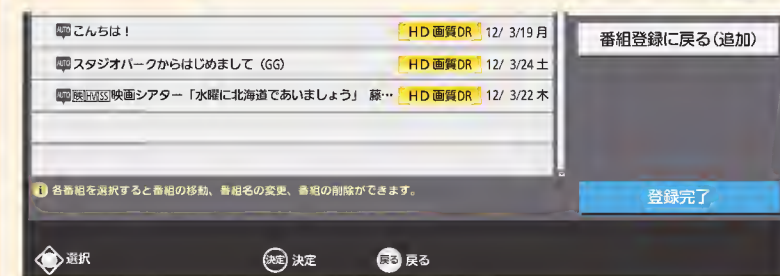 AUTO こんちは! HD画質DR 12/ 3/19 月
番組登録に戻る(追加)
AUTO スタジオパークからはじめまして (GG) HD画質DR 12/ 3/24 土
AUTO 映画シアター「水曜に北海道であいましょう」 藤… HD画質DR 12/ 3/22 木
i 各番組を選択すると番組の移動、番組名の変更、番組の削除ができます。
登録完了
選択 決定 決定 戻る 戻る